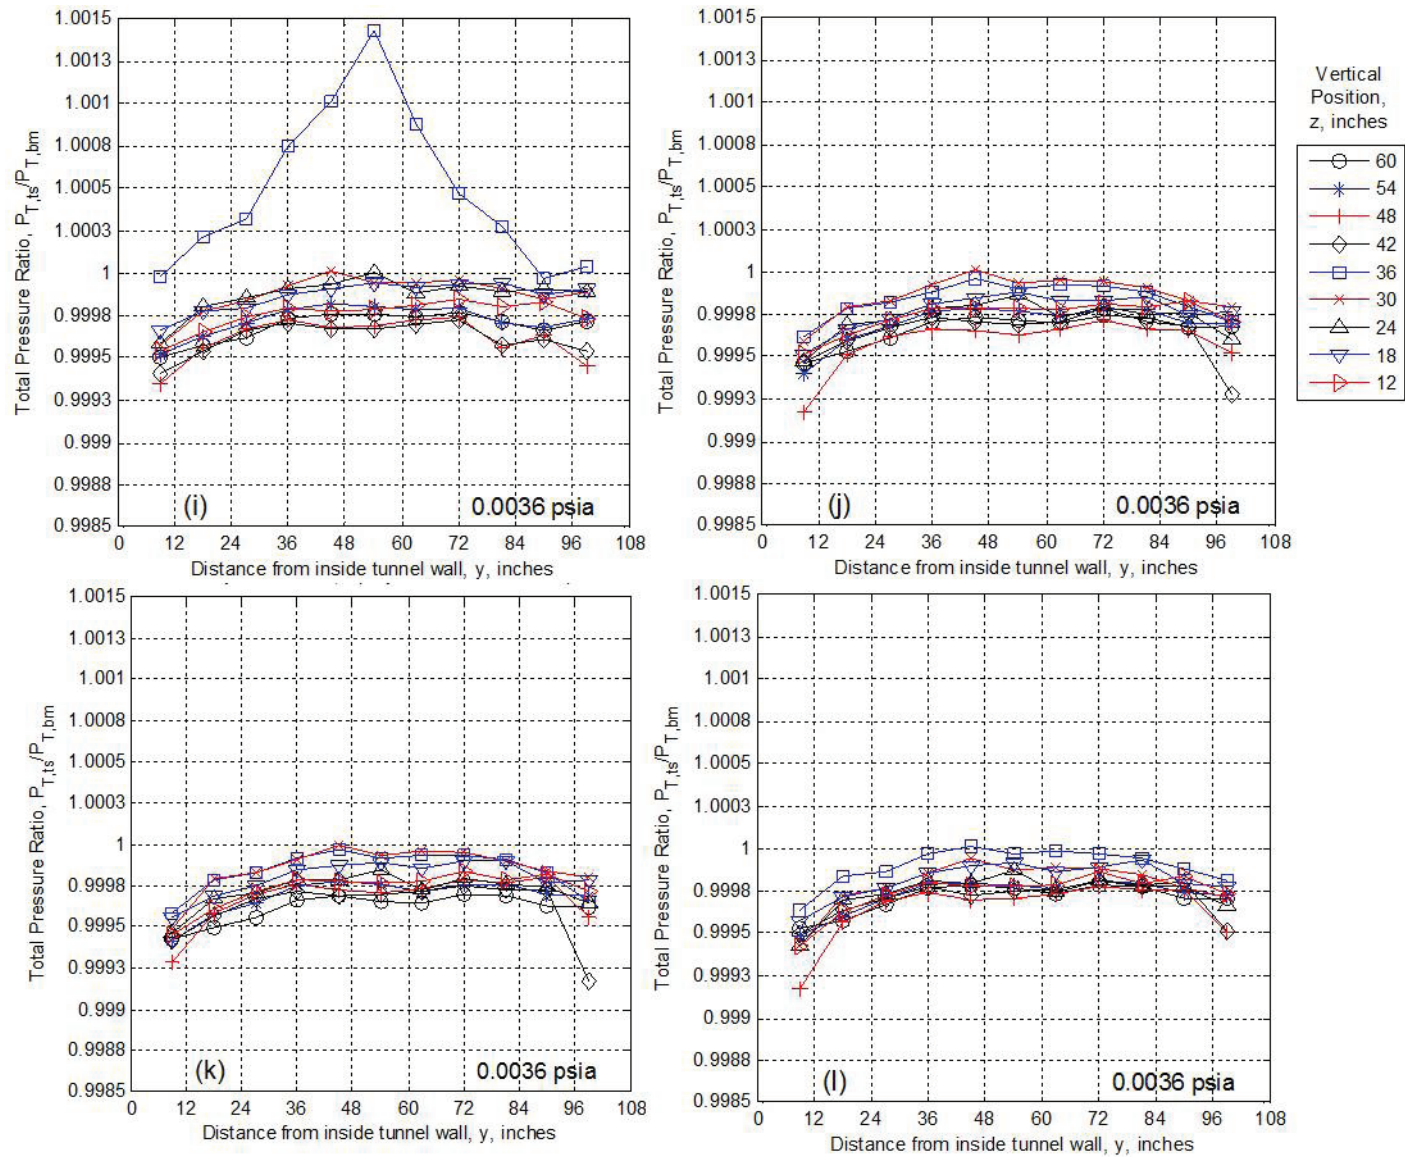 1.0015
1.0013
1.001
1.0008
1.0005
1.0003
1
0.9998
0.9995
0.9993
0.999
0.9988
0.9985
Total Pressure Ratio, P_T,ts/P_T,bm
(i)
0.0036 psia
0 12 24 36 48 60 72 84 96 108
Distance from inside tunnel wall, y, inches
1.0015
1.0013
1.001
1.0008
1.0005
1.0003
1
0.9998
0.9995
0.9993
0.999
0.9988
0.9985
Total Pressure Ratio, P_T,ts/P_T,bm
(j)
0.0036 psia
0 12 24 36 48 60 72 84 96 108
Distance from inside tunnel wall, y, inches
Vertical
Position,
z, inches
60
54
48
42
36
30
24
18
12
1.0015
1.0013
1.001
1.0008
1.0005
1.0003
1
0.9998
0.9995
0.9993
0.999
0.9988
0.9985
Total Pressure Ratio, P_T,ts/P_T,bm
(k)
0.0036 psia
0 12 24 36 48 60 72 84 96 108
Distance from inside tunnel wall, y, inches
1.0015
1.0013
1.001
1.0008
1.0005
1.0003
1
0.9998
0.9995
0.9993
0.999
0.9988
0.9985
Total Pressure Ratio, P_T,ts/P_T,bm
(l)
0.0036 psia
0 12 24 36 48 60 72 84 96 108
Distance from inside tunnel wall, y, inches